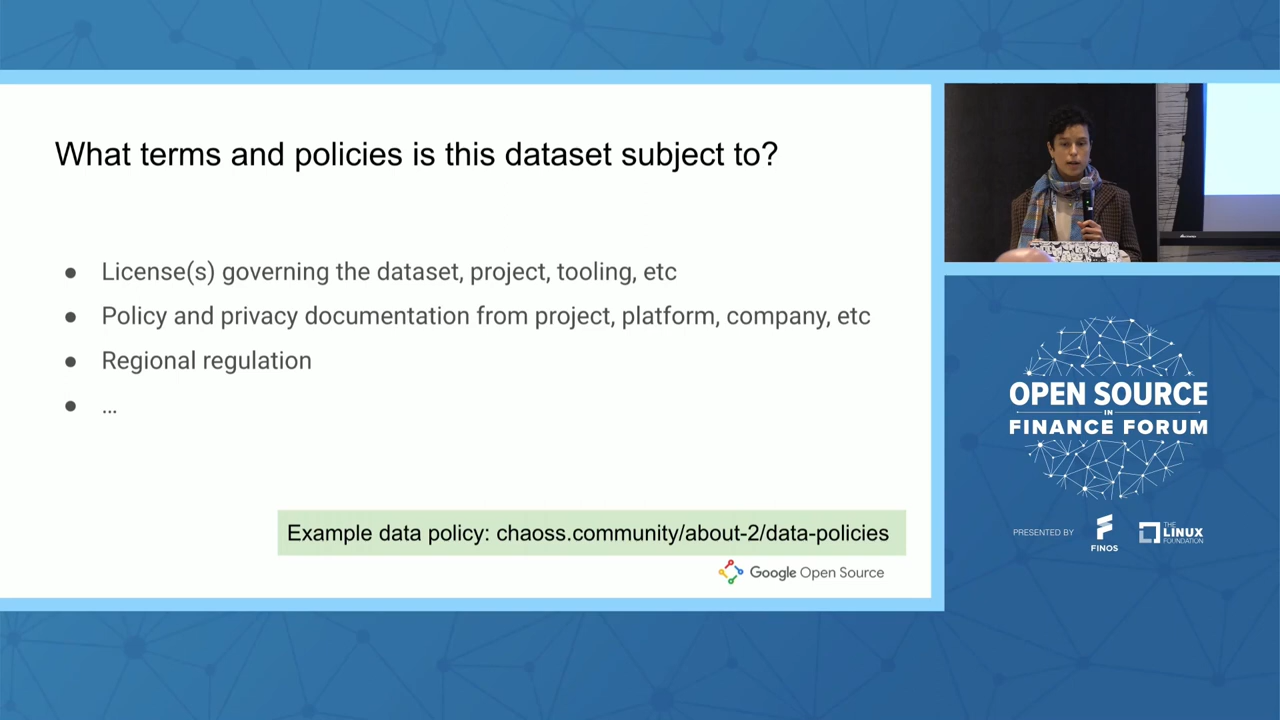 What terms and policies is this dataset subject to?
● License(s) governing the dataset, project, tooling, etc
● Policy and privacy documentation from project, platform, company, etc
● Regional regulation
● ...
Example data policy: chaoss.community/about-2/data-policies
Google Open Source
OPEN SOURCE
IN
FINANCE FORUM
PRESENTED BY
FINOS
THE
LINUX
FOUNDATION